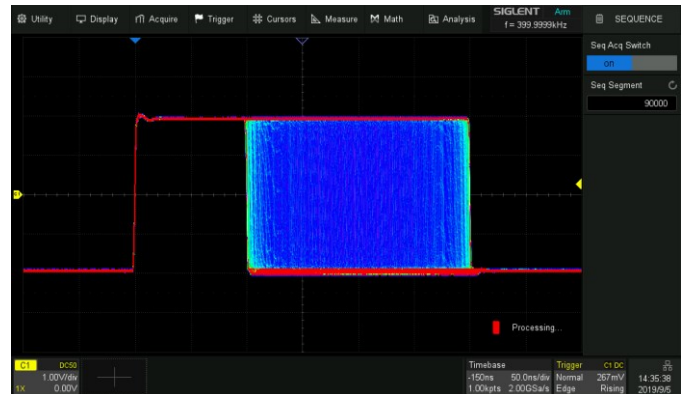 Utility Display Acquire Trigger Cursors Measure Math Analysis
SIGLENT Arm
f = 399.9999kHz
SEQUENCE
Seq Acq Switch
on
Seq Segment
90000
Processing...
C1 DC50
1.00V/div
1X 0.00V
Timebase
-150ns 50.0ns/div
1.00kpts 2.00GSa/s
Trigger C1 DC
Normal 267mV
Edge Rising
14:35:38
2019/9/5